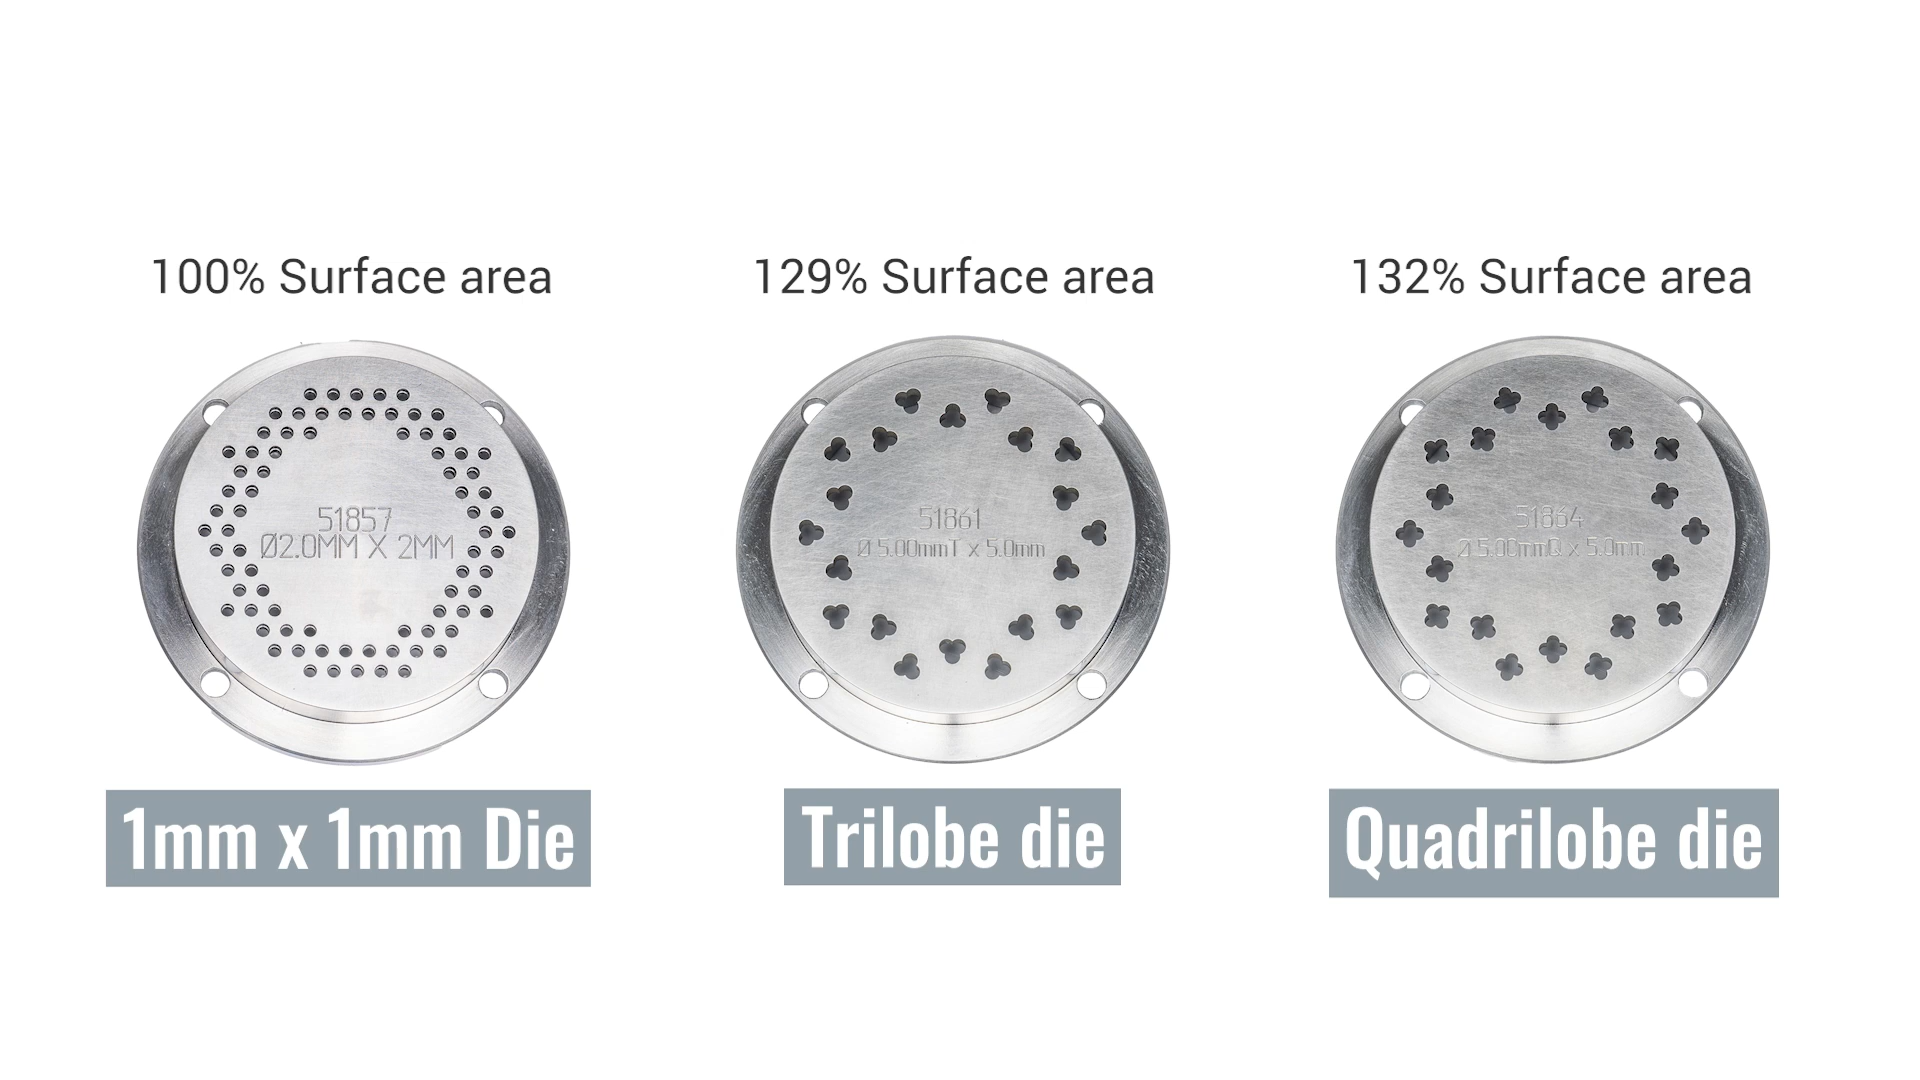 100% Surface area
129% Surface area
132% Surface area
51857
Ø2.0MM X 2MM
51861
Ø 5.00mmT x 5.0mm
51864
Ø 5.00mmQ x 5.0mm
1mm x 1mm Die
Trilobe die
Quadrilobe die